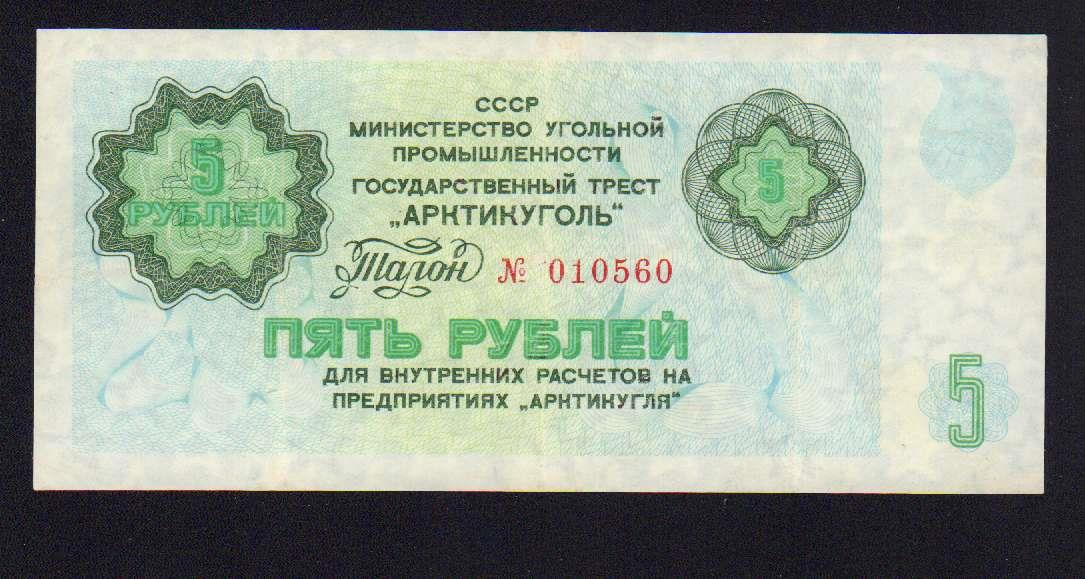 5
РУБЛЕЙ
СССР
МИНИСТЕРСТВО УГОЛЬНОЙ
ПРОМЫШЛЕННОСТИ
ГОСУДАРСТВЕННЫЙ ТРЕСТ
„АРКТИКУГОЛЬ“
5
Талон № 010560
ПЯТЬ РУБЛЕЙ
ДЛЯ ВНУТРЕННИХ РАСЧЕТОВ НА
ПРЕДПРИЯТИЯХ „АРКТИКУГЛЯ“
5